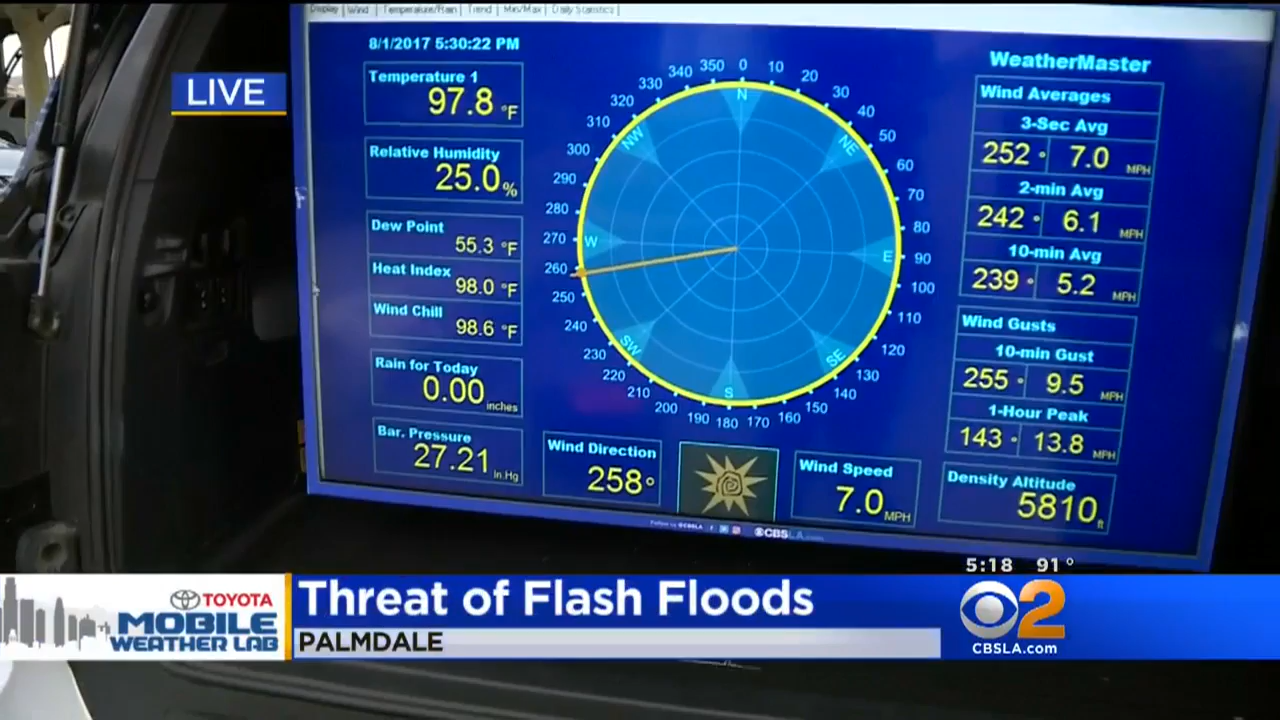 Display | Wind | Temperature/Rain | Trend | Min/Max | Daily Statistics |
8/1/2017 5:30:22 PM
LIVE
Temperature 1
97.8 °F
Relative Humidity
25.0 %
Dew Point
55.3 °F
Heat Index
98.0 °F
Wind Chill
98.6 °F
Rain for Today
0.00 inches
Bar. Pressure
27.21 in.Hg
0 10 20 30 40 50 60 70 80 90 100 110 120 130 140 150 160 170 180 190 200 210 220 230 240 250 260 270 280 290 300 310 320 330 340 350
N NE E SE S SW W NW
Wind Direction
258°
Wind Speed
7.0 MPH
WeatherMaster
Wind Averages
3-Sec Avg
252 ° 7.0 MPH
2-min Avg
242 ° 6.1 MPH
10-min Avg
239 ° 5.2 MPH
Wind Gusts
10-min Gust
255 ° 9.5 MPH
1-Hour Peak
143 ° 13.8 MPH
Density Altitude
5810 ft
Follow us @CBSLA
CBSLA.com
5:18 91°
TOYOTA
MOBILE
WEATHER LAB
Threat of Flash Floods
PALMDALE
2
CBSLA.com